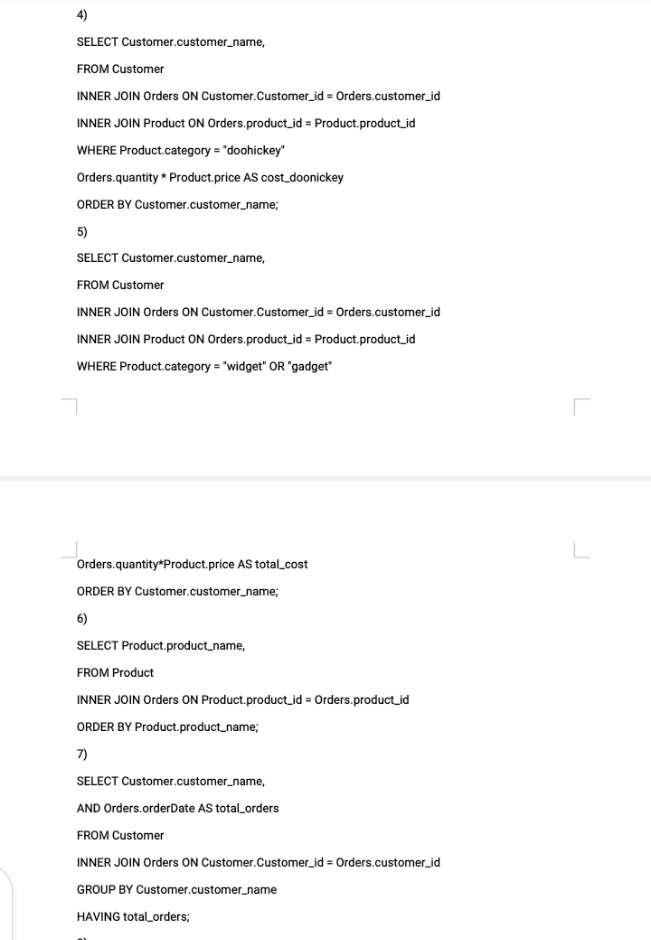 4)
SELECT Customer.customer_name,
FROM Customer
INNER JOIN Orders ON Customer.Customer_id = Orders.customer_id
INNER JOIN Product ON Orders.product_id = Product.product_id
WHERE Product.category = "doohickey"
Orders.quantity * Product.price AS cost_doonickey
ORDER BY Customer.customer_name;
5)
SELECT Customer.customer_name,
FROM Customer
INNER JOIN Orders ON Customer.Customer_id = Orders.customer_id
INNER JOIN Product ON Orders.product_id = Product.product_id
WHERE Product.category = "widget" OR "gadget"
Orders.quantity*Product.price AS total_cost
ORDER BY Customer.customer_name;
6)
SELECT Product.product_name,
FROM Product
INNER JOIN Orders ON Product.product_id = Orders.product_id
ORDER BY Product.product_name;
7)
SELECT Customer.customer_name,
AND Orders.orderDate AS total_orders
FROM Customer
INNER JOIN Orders ON Customer.Customer_id = Orders.customer_id
GROUP BY Customer.customer_name
HAVING total_orders;